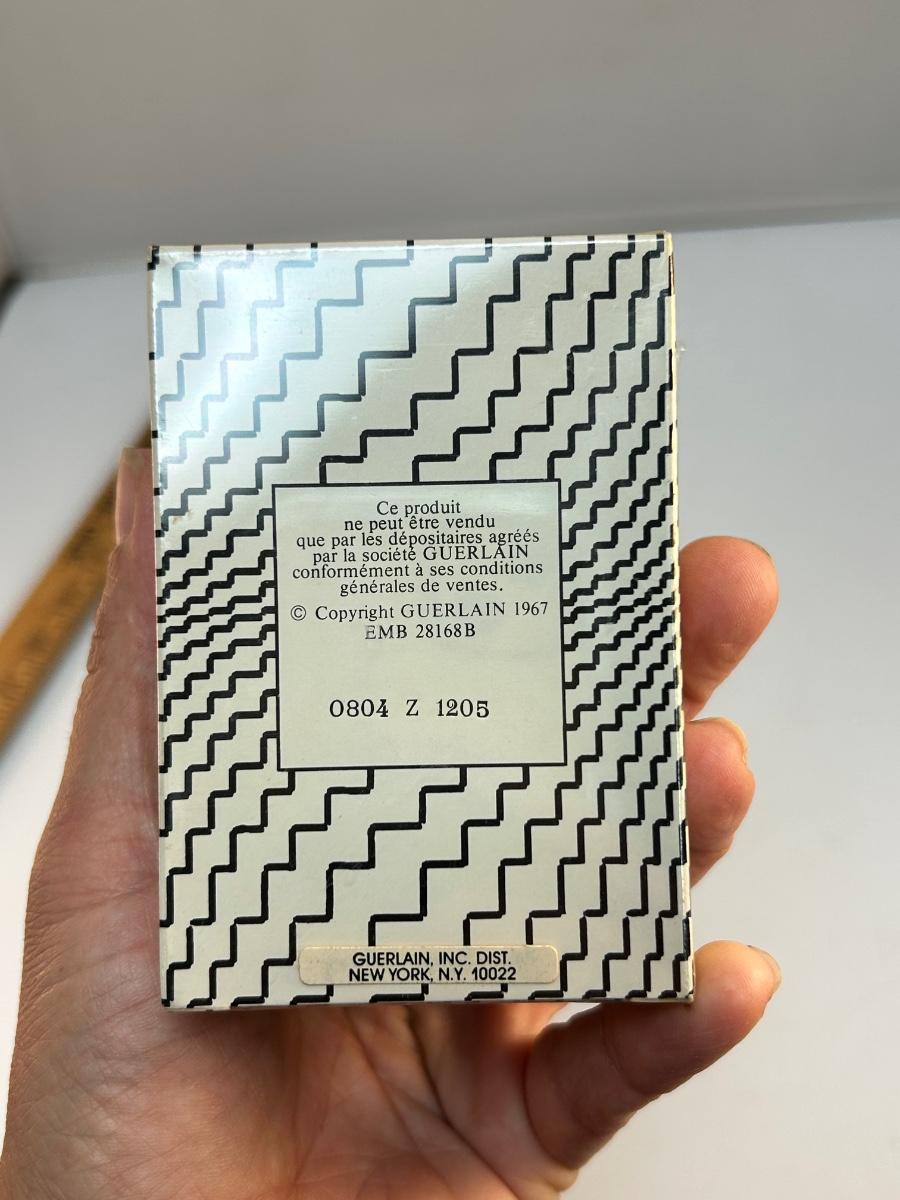 Ce produit
ne peut être vendu
que par les dépositaires agréés
par la société GUERLAIN
conformément à ses conditions
générales de ventes.
© Copyright GUERLAIN 1967
EMB 28168B
0804 Z 1205
GUERLAIN, INC. DIST.
NEW YORK, N.Y. 10022